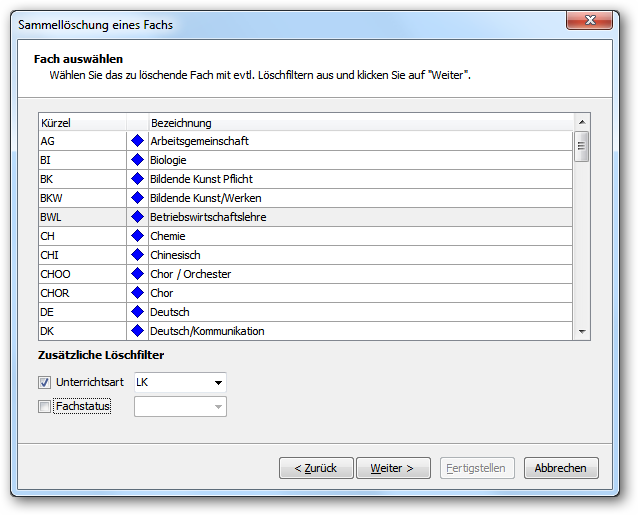 Sammellöschung eines Fachs
Fach auswählen
Wählen Sie das zu löschende Fach mit evtl. Löschfiltern aus und klicken Sie auf "Weiter".
Kürzel Bezeichnung
AG Arbeitsgemeinschaft
BI Biologie
BK Bildende Kunst Pflicht
BKW Bildende Kunst/Werken
BWL Betriebswirtschaftslehre
CH Chemie
CHI Chinesisch
CHOO Chor / Orchester
CHOR Chor
DE Deutsch
DK Deutsch/Kommunikation
Zusätzliche Löschfilter
Unterrichtsart LK
Fachstatus
< Zurück Weiter > Fertigstellen Abbrechen